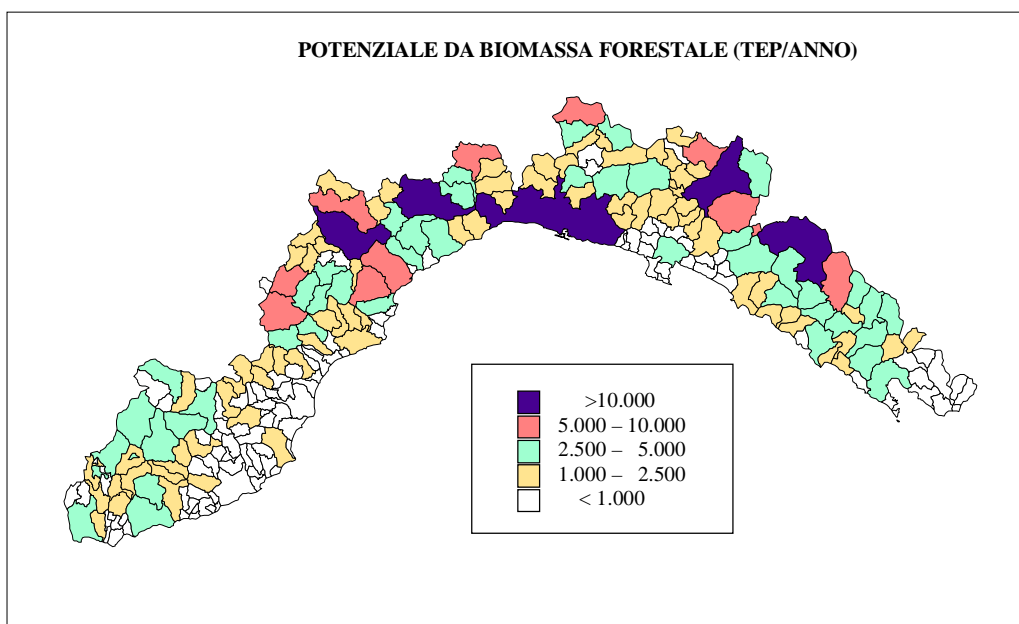 POTENZIALE DA BIOMASSA FORESTALE (TEP/ANNO)
>10.000
5.000 – 10.000
2.500 – 5.000
1.000 – 2.500
< 1.000